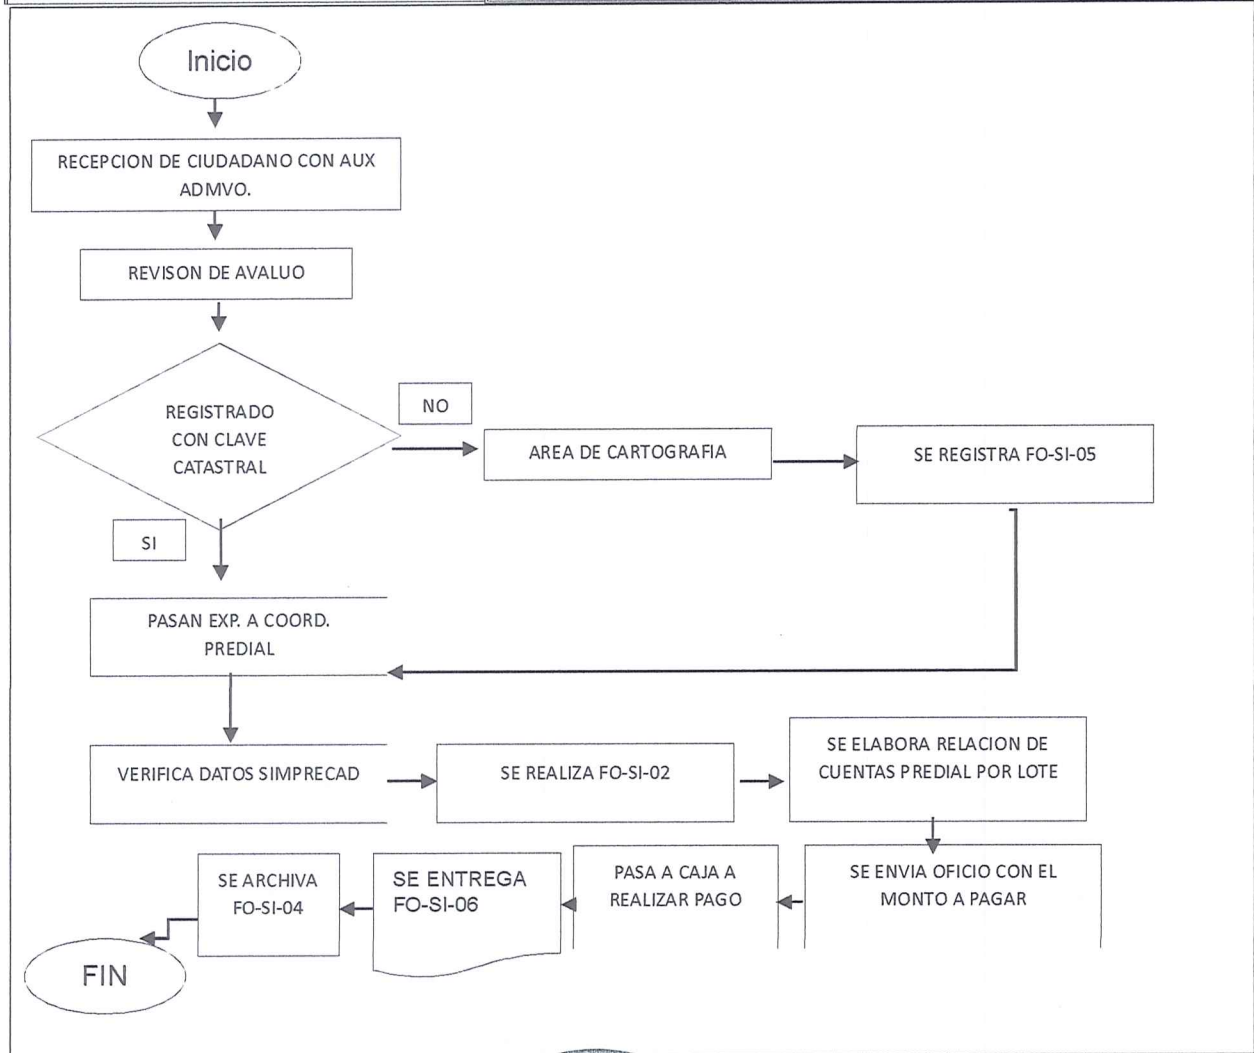 Inicio
RECEPCION DE CIUDADANO CON AUX
ADMVO.
REVISON DE AVALUO
REGISTRADO
CON CLAVE
CATASTRAL
NO
AREA DE CARTOGRAFIA
SE REGISTRA FO-SI-05
SI
PASAN EXP. A COORD.
PREDIAL
VERIFICA DATOS SIMPRECAD
SE REALIZA FO-SI-02
SE ELABORA RELACION DE
CUENTAS PREDIAL POR LOTE
SE ENVIA OFICIO CON EL
MONTO A PAGAR
PASA A CAJA A
REALIZAR PAGO
SE ENTREGA
FO-SI-06
SE ARCHIVA
FO-SI-04
FIN